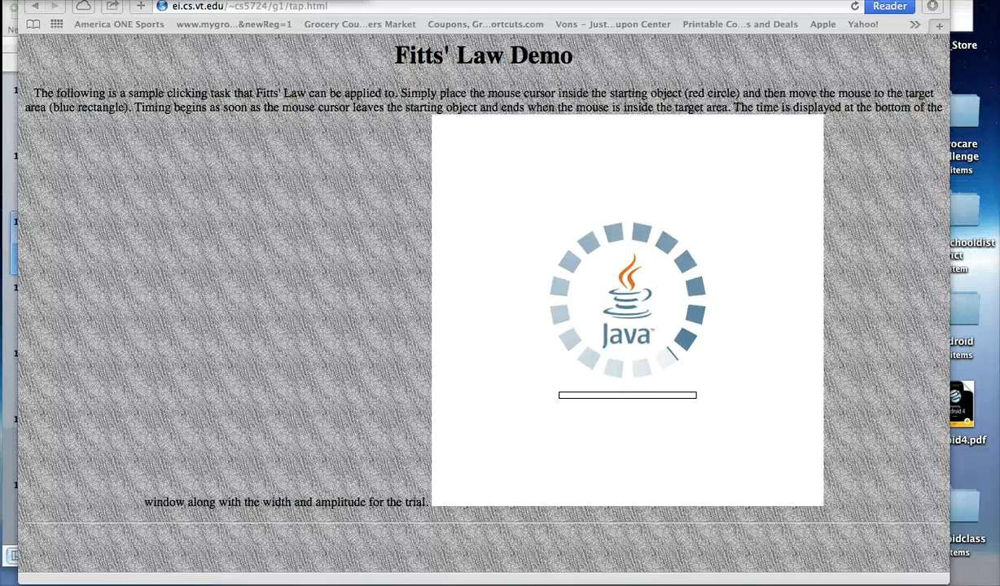 ei.cs.vt.edu/~cs5724/g1/tap.html
Reader
America ONE Sports www.mygro...&newReg=1 Grocery Cou...ers Market Coupons, Gr...ortcuts.com Vons - Just...upon Center Printable Co...s and Deals Apple Yahoo!
Store
Fitts' Law Demo
The following is a sample clicking task that Fitts' Law can be applied to. Simply place the mouse cursor inside the starting object (red circle) and then move the mouse to the target
area (blue rectangle). Timing begins as soon as the mouse cursor leaves the starting object and ends when the mouse is inside the target area. The time is displayed at the bottom of the
Java
window along with the width and amplitude for the trial.
ocare
llenge
items
chooldist
ict
item
droid
items
droid 4
id4.pdf
oidclass
items